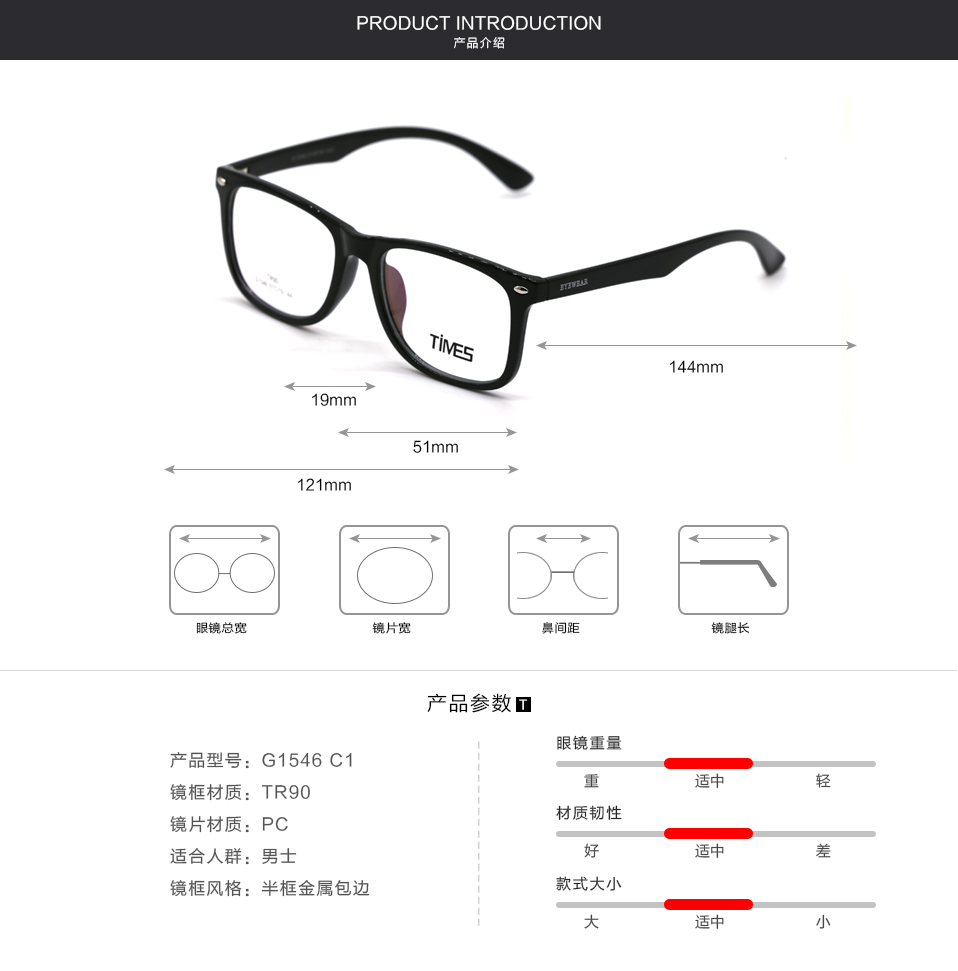 PRODUCT INTRODUCTION
产品介绍
EYEWEAR
TIMES
144mm
19mm
51mm
121mm
眼镜总宽
镜片宽
鼻间距
镜腿长
产品参数 T
产品型号：G1546 C1
镜框材质：TR90
镜片材质：PC
适合人群：男士
镜框风格：半框金属包边
眼镜重量
重 适中 轻
材质韧性
好 适中 差
款式大小
大 适中 小